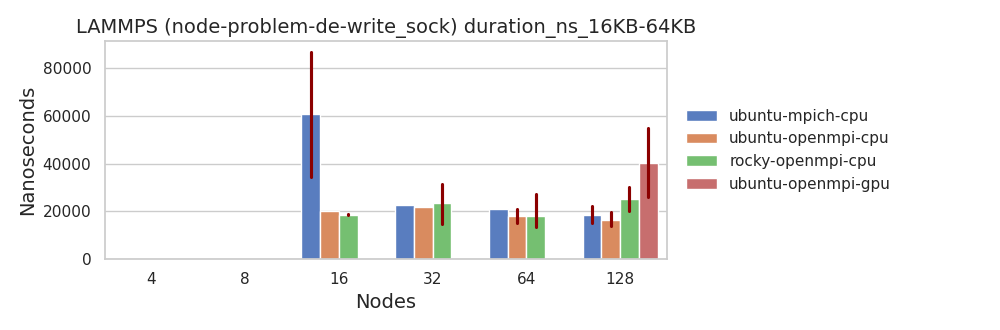 LAMMPS (node-problem-de-write_sock) duration_ns_16KB-64KB
80000
60000
40000
20000
0
Nanoseconds
4 8 16 32 64 128
Nodes
ubuntu-mpich-cpu
ubuntu-openmpi-cpu
rocky-openmpi-cpu
ubuntu-openmpi-gpu